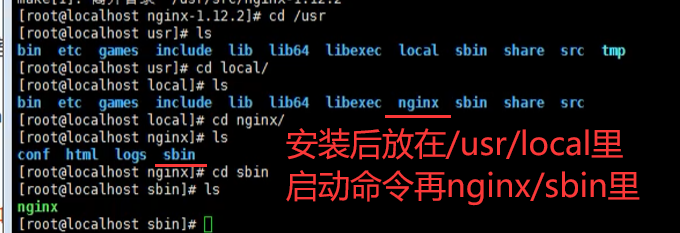 [root@localhost nginx-1.12.2]# cd /usr
[root@localhost usr]# ls
bin etc games include lib lib64 libexec local sbin share src tmp
[root@localhost usr]# cd local/
[root@localhost local]# ls
bin etc games include lib lib64 libexec nginx sbin share src
[root@localhost local]# cd nginx/
[root@localhost nginx]# ls
conf html logs sbin
[root@localhost nginx]# cd sbin
[root@localhost sbin]# ls
nginx
[root@localhost sbin]#
安装后放在/usr/local里
启动命令再nginx/sbin里